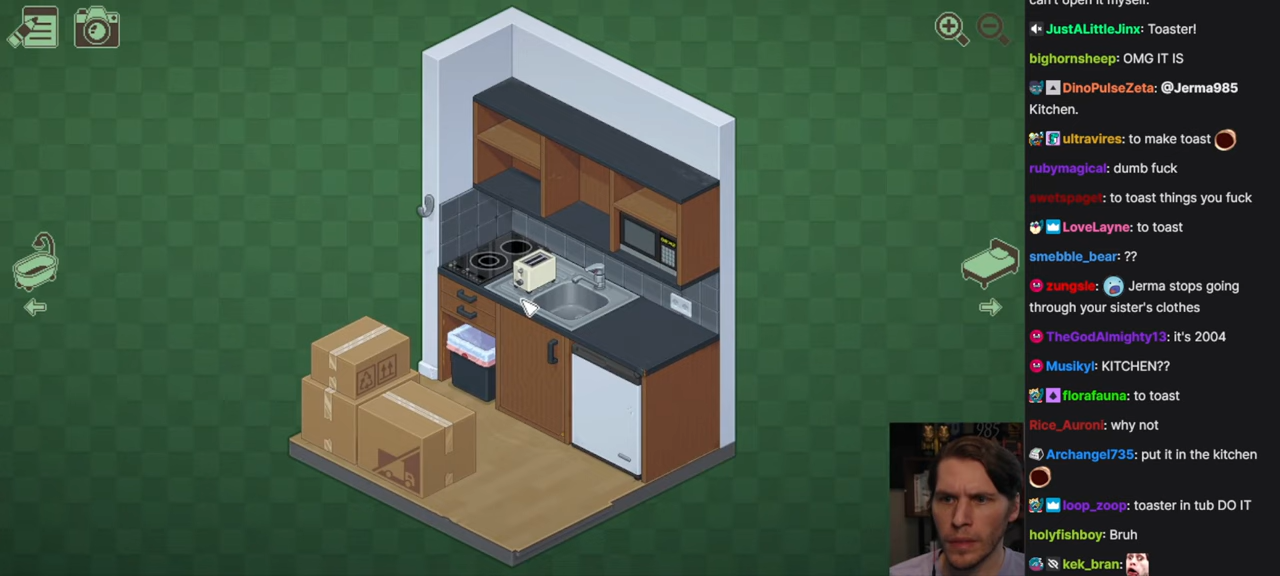 can't open it myself.
JustALittleJinx: Toaster!
bighornsheep: OMG IT IS
DinoPulseZeta: @Jerma985
Kitchen.
ultravires: to make toast
rubymagical: dumb fuck
swetspaget: to toast things you fuck
LoveLayne: to toast
smebble_bear: ??
zungsle: Jerma stops going
through your sister's clothes
TheGodAlmighty13: it's 2004
Musikyl: KITCHEN??
florafauna: to toast
Rice_Auroni: why not
Archangel735: put it in the kitchen
loop_zoop: toaster in tub DO IT
holyfishboy: Bruh
kek_bran:
985